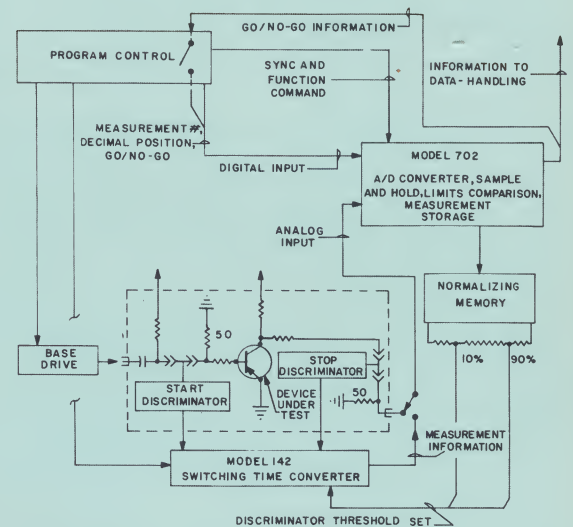 GO/NO-GO INFORMATION
PROGRAM CONTROL
SYNC AND
FUNCTION
COMMAND
INFORMATION TO
DATA-HANDLING
MEASUREMENT #,
DECIMAL POSITION,
GO/NO-GO
DIGITAL INPUT
MODEL 702
A/D CONVERTER, SAMPLE
AND HOLD, LIMITS COMPARISON,
MEASUREMENT
STORAGE
ANALOG
INPUT
NORMALIZING
MEMORY
50
10%
90%
BASE
DRIVE
START
DISCRIMINATOR
STOP
DISCRIMINATOR
DEVICE
UNDER
TEST
50
MEASUREMENT
INFORMATION
MODEL 142
SWITCHING TIME CONVERTER
DISCRIMINATOR THRESHOLD SET